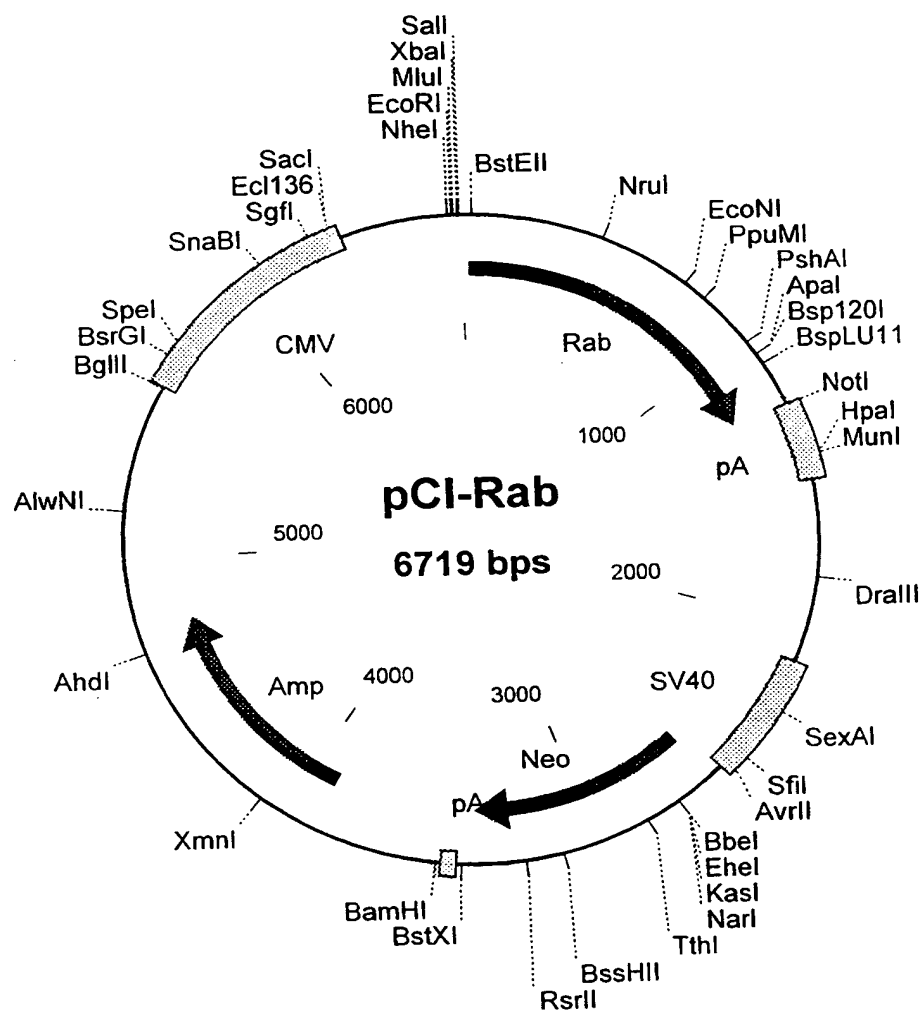 SalI
XbaI
MluI
EcoRI
NheI
BstEII
NruI
EcoNI
PpuMI
PshAI
ApaI
Bsp120I
BspLU11
NotI
HpaI
MunI
SacI
Ecl136
SgfI
SnaBI
SpeI
BsrGI
BglII
CMV
Rab
6000
1000
pA
pCI-Rab
6719 bps
AlwNI
5000
2000
DraIII
AhdI
Amp
4000
3000
SV40
SexAI
Neo
SfiI
AvrII
pA
XmnI
BbeI
EheI
KasI
NarI
BamHI
BstXI
TthI
BssHII
RsrII